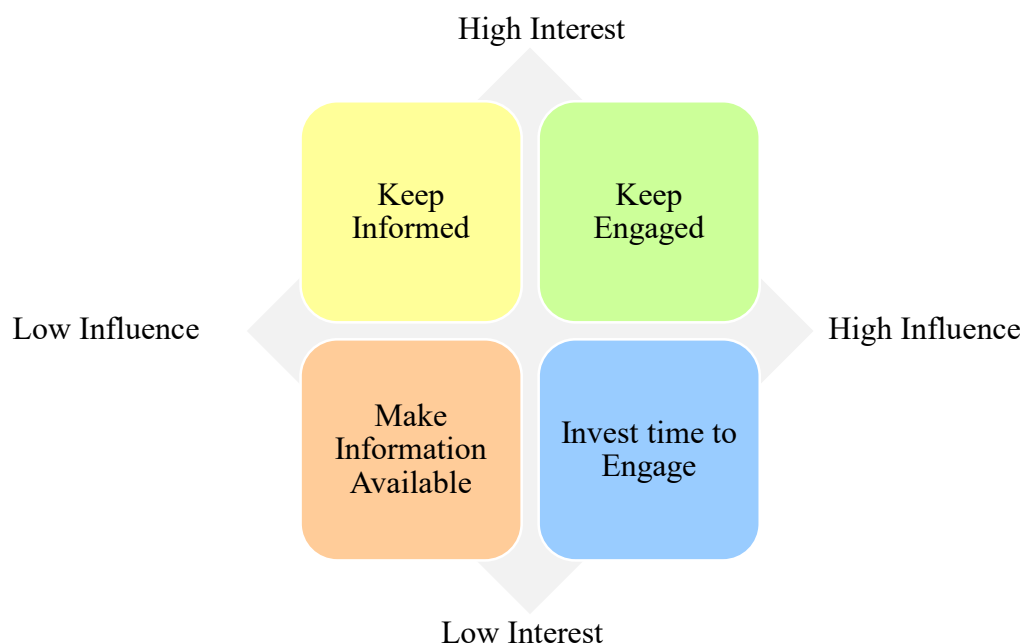 High Interest
Keep
Informed
Keep
Engaged
Low Influence
High Influence
Make
Information
Available
Invest time to
Engage
Low Interest